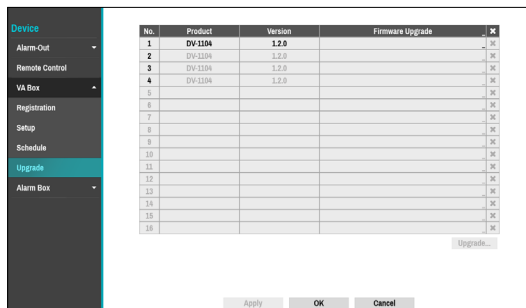 Device
Alarm-Out
Remote Control
VA Box
Registration
Setup
Schedule
Upgrade
Alarm Box
No. Product Version Firmware Upgrade ... ✖
1 DV-1104 1.2.0 ... ✖
2 DV-1104 1.2.0 ... ✖
3 DV-1104 1.2.0 ... ✖
4 DV-1104 1.2.0 ... ✖
5 ... ✖
6 ... ✖
7 ... ✖
8 ... ✖
9 ... ✖
10 ... ✖
11 ... ✖
12 ... ✖
13 ... ✖
14 ... ✖
15 ... ✖
16 ... ✖
Upgrade...
Apply OK Cancel